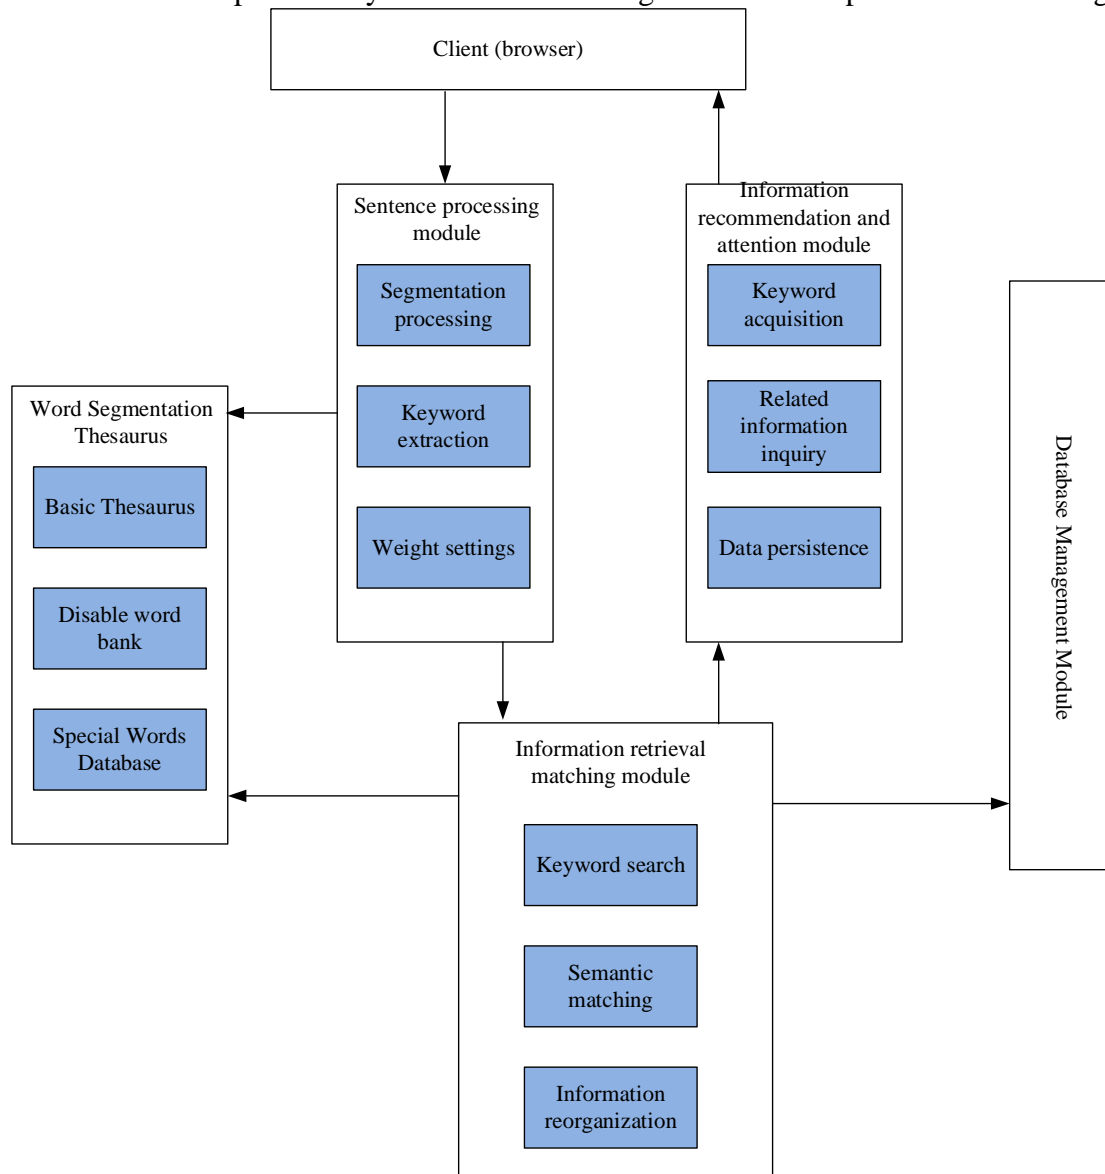 Client (browser)
Sentence processing
module
Segmentation
processing
Keyword
extraction
Weight settings
Information
recommendation and
attention module
Keyword
acquisition
Related
information
inquiry
Data persistence
Word Segmentation
Thesaurus
Basic Thesaurus
Disable word
bank
Special Words
Database
Information retrieval
matching module
Keyword search
Semantic
matching
Information
reorganization
Database Management Module